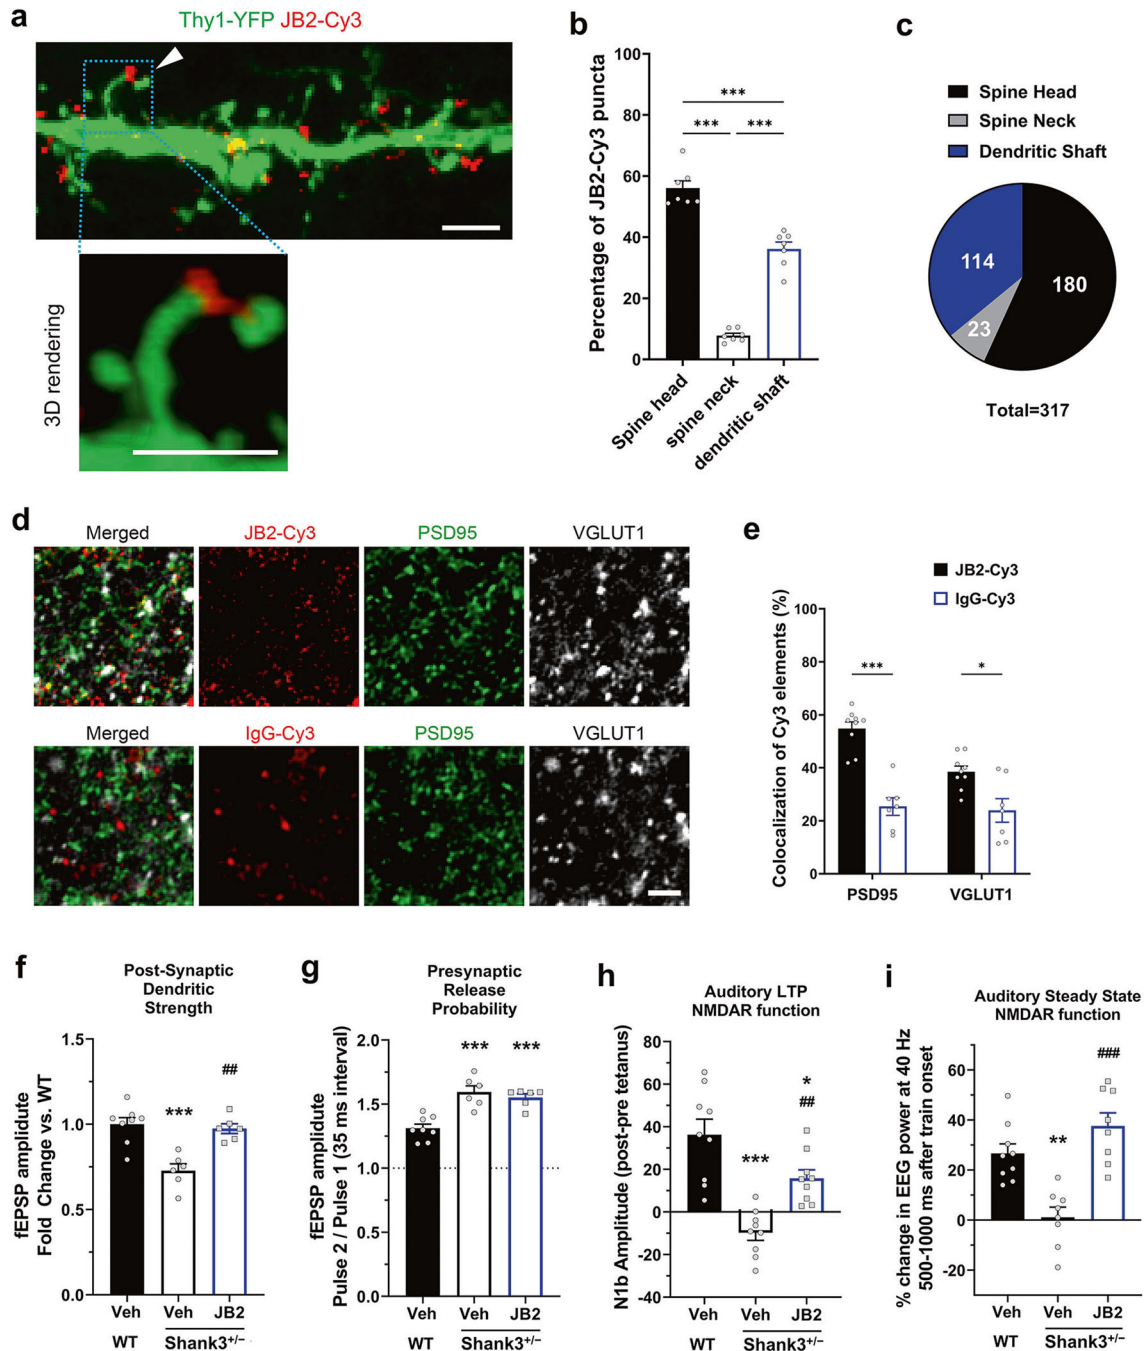 a
Thy1-YFP JB2-Cy3
3D rendering
b
Percentage of JB2-Cy3 puncta
100
80
60
40
20
0
***
*** ***
Spine head
spine neck
dendritic shaft
c
Spine Head
Spine Neck
Dendritic Shaft
114
180
23
Total=317
d
Merged JB2-Cy3 PSD95 VGLUT1
Merged IgG-Cy3 PSD95 VGLUT1
e
JB2-Cy3
IgG-Cy3
Colocalization of Cy3 elements (%)
100
80
60
40
20
0
*** *
PSD95 VGLUT1
f
Post-Synaptic
Dendritic
Strength
fEPSP amplidute
Fold Change vs. WT
1.5
1.0
0.5
0.0
***
##
Veh Veh JB2
WT Shank3+/−
g
Presynaptic
Release
Probability
fEPSP amplidute
Pulse 2 / Pulse 1 (35 ms interval)
2.0
1.5
1.0
0.5
0.0
*** ***
Veh Veh JB2
WT Shank3+/−
h
Auditory LTP
NMDAR function
N1b Amplitude (post-pre tetanus)
80
60
40
20
0
-20
-40
***
*
##
Veh Veh JB2
WT Shank3+/−
i
Auditory Steady State
NMDAR function
% change in EEG power at 40 Hz
500-1000 ms after train onset
60
40
20
0
-20
**
###
Veh Veh JB2
WT Shank3+/−